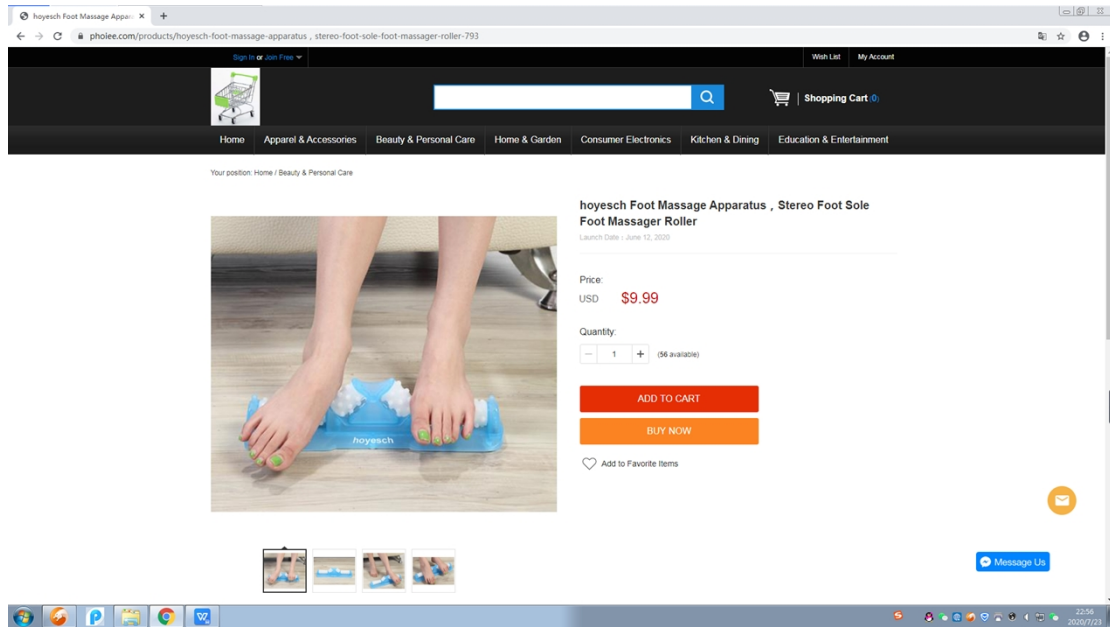 hoyesch Foot Massage Appar
pholee.com/products/hoyesch-foot-massage-apparatus，stereo-foot-sole-foot-massager-roller-793
Sign In or Join Free
Wish List
My Account
Shopping Cart (0)
Home
Apparel & Accessories
Beauty & Personal Care
Home & Garden
Consumer Electronics
Kitchen & Dining
Education & Entertainment
Your position: Home / Beauty & Personal Care
hoyesch Foot Massage Apparatus，Stereo Foot Sole
Foot Massager Roller
Launch Date : June 12, 2020
Price:
USD $9.99
Quantity:
− 1 + (56 available)
ADD TO CART
BUY NOW
Add to Favorite Items
hoyesch
Message Us
22:56
2020/7/23